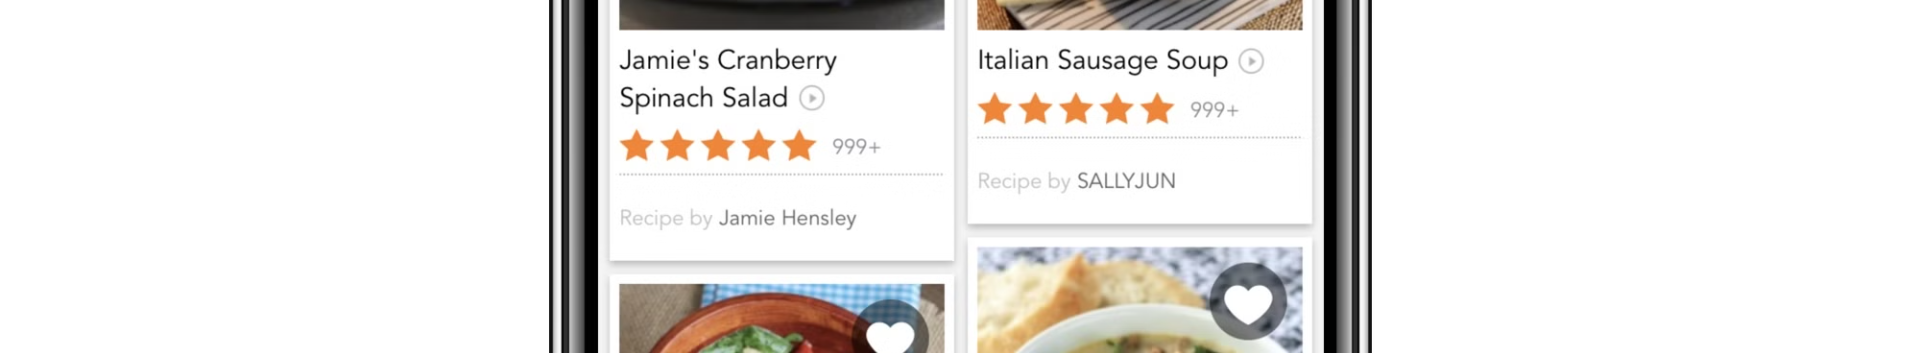 Jamie's Cranberry
Spinach Salad
999+
Recipe by Jamie Hensley
Italian Sausage Soup
999+
Recipe by SALLYJUN